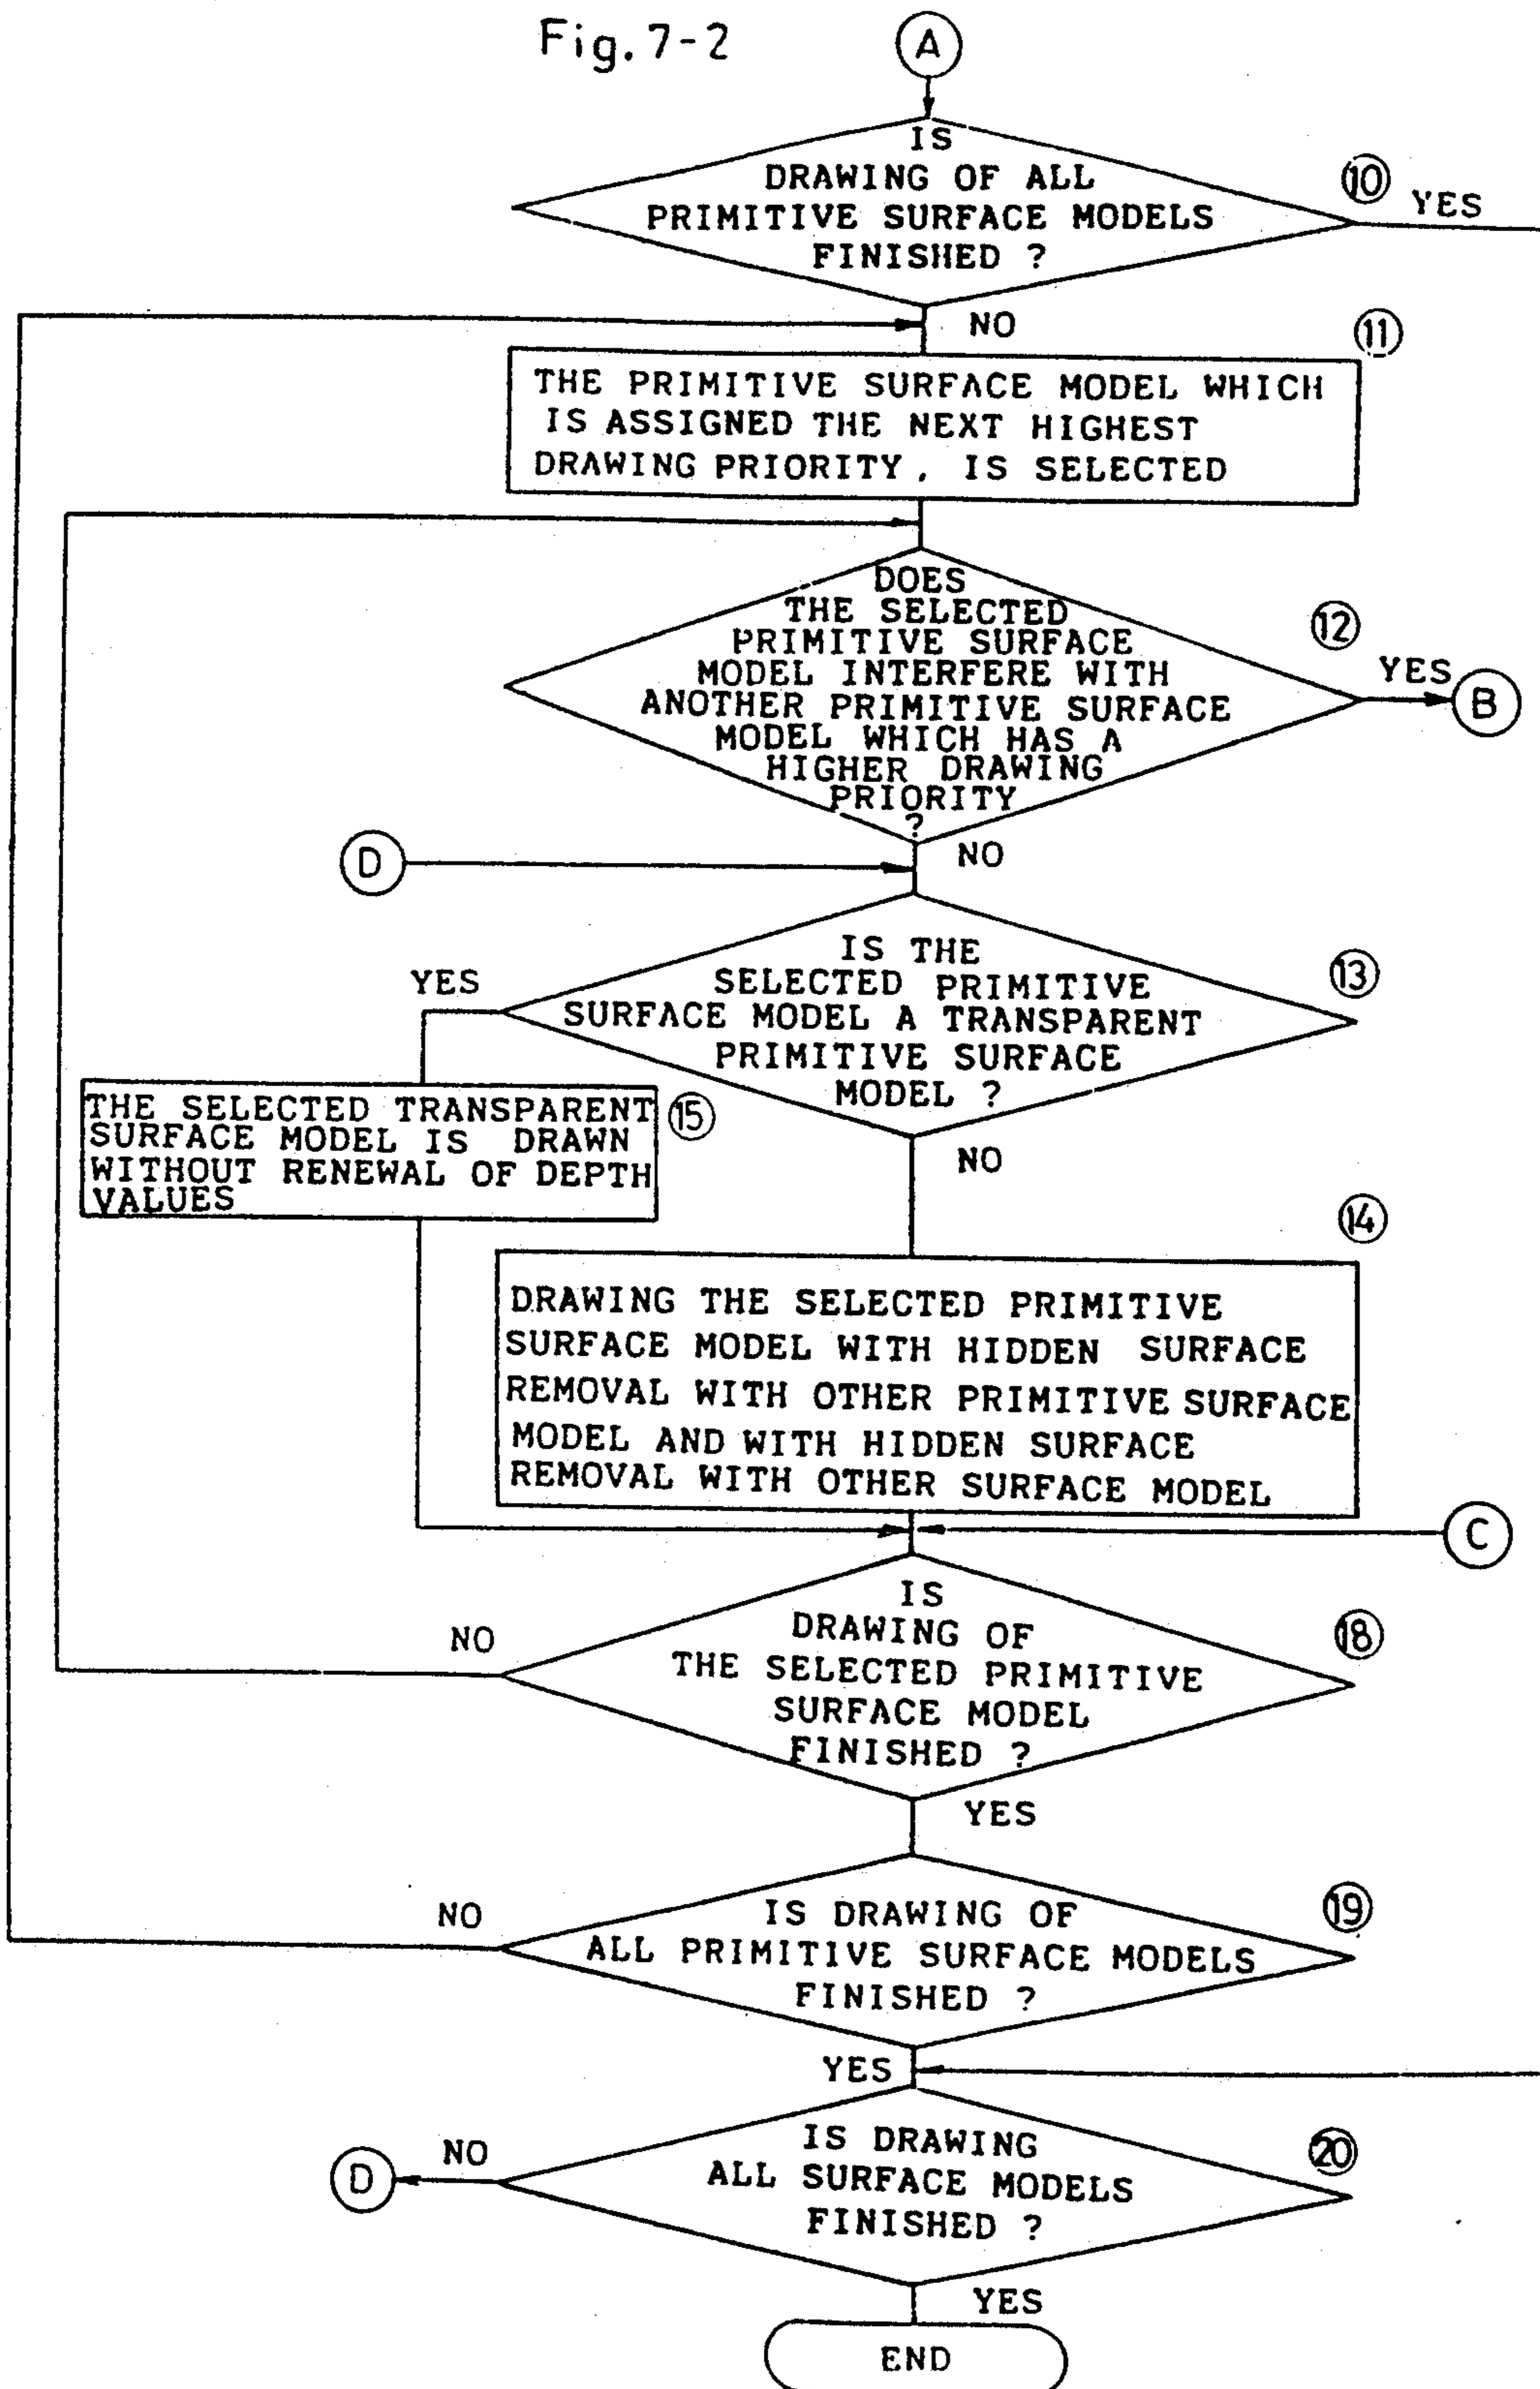 Fig. 7-2
A
IS
DRAWING OF ALL
PRIMITIVE SURFACE MODELS
FINISHED ?
10
YES
NO
11
THE PRIMITIVE SURFACE MODEL WHICH
IS ASSIGNED THE NEXT HIGHEST
DRAWING PRIORITY, IS SELECTED
DOES
THE SELECTED
PRIMITIVE SURFACE
MODEL INTERFERE WITH
ANOTHER PRIMITIVE SURFACE
MODEL WHICH HAS A
HIGHER DRAWING
PRIORITY
?
12
YES
B
D
NO
IS THE
SELECTED PRIMITIVE
SURFACE MODEL A TRANSPARENT
PRIMITIVE SURFACE
MODEL ?
13
YES
THE SELECTED TRANSPARENT
SURFACE MODEL IS DRAWN
WITHOUT RENEWAL OF DEPTH
VALUES
15
NO
14
DRAWING THE SELECTED PRIMITIVE
SURFACE MODEL WITH HIDDEN SURFACE
REMOVAL WITH OTHER PRIMITIVE SURFACE
MODEL AND WITH HIDDEN SURFACE
REMOVAL WITH OTHER SURFACE MODEL
C
IS
DRAWING OF
THE SELECTED PRIMITIVE
SURFACE MODEL
FINISHED ?
18
NO
YES
IS DRAWING OF
ALL PRIMITIVE SURFACE MODELS
FINISHED ?
19
NO
YES
IS DRAWING
ALL SURFACE MODELS
FINISHED ?
20
NO
D
YES
END